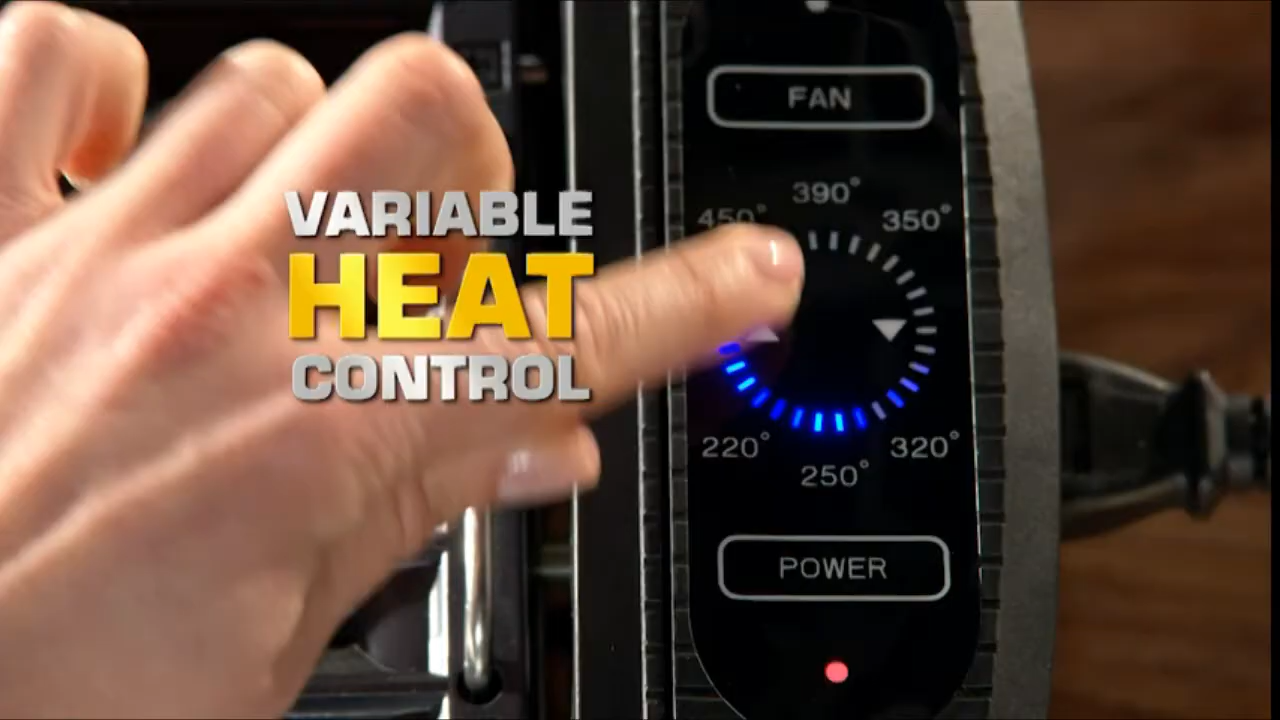 VARIABLE
HEAT
CONTROL
FAN
390°
450°
350°
220°
320°
250°
POWER